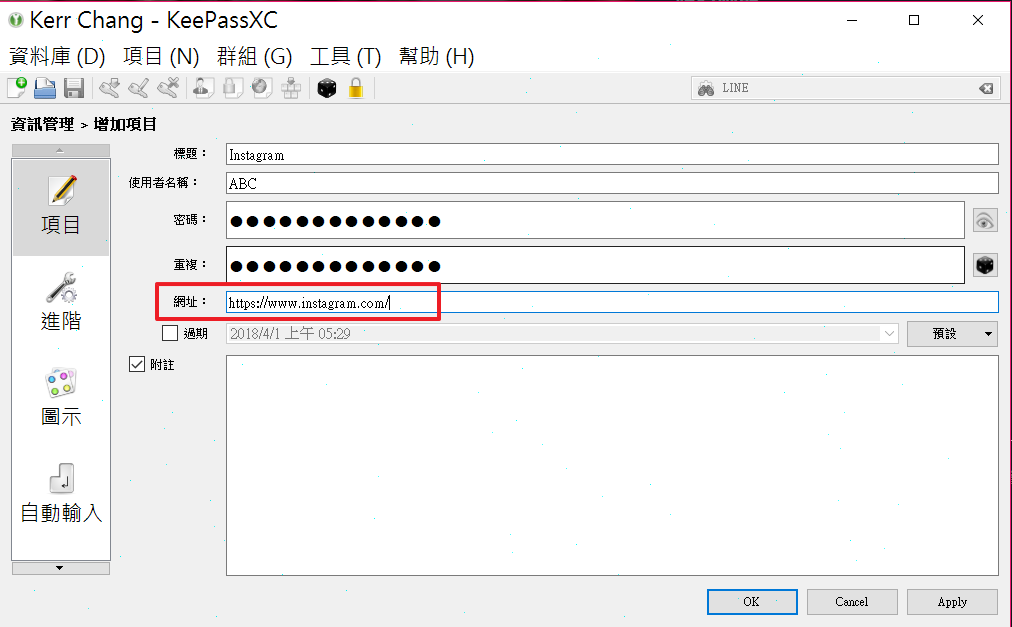 Kerr Chang - KeePassXC
資料庫 (D) 項目 (N) 群組 (G) 工具 (T) 幫助 (H)
LINE
資訊管理 > 增加項目
標題： Instagram
使用者名稱： ABC
密碼： ●●●●●●●●●●●●●
重複： ●●●●●●●●●●●●●
網址： https://www.instagram.com/
過期 2018/4/1 上午 05:29 預設
附註
項目
進階
圖示
自動輸入
OK Cancel Apply